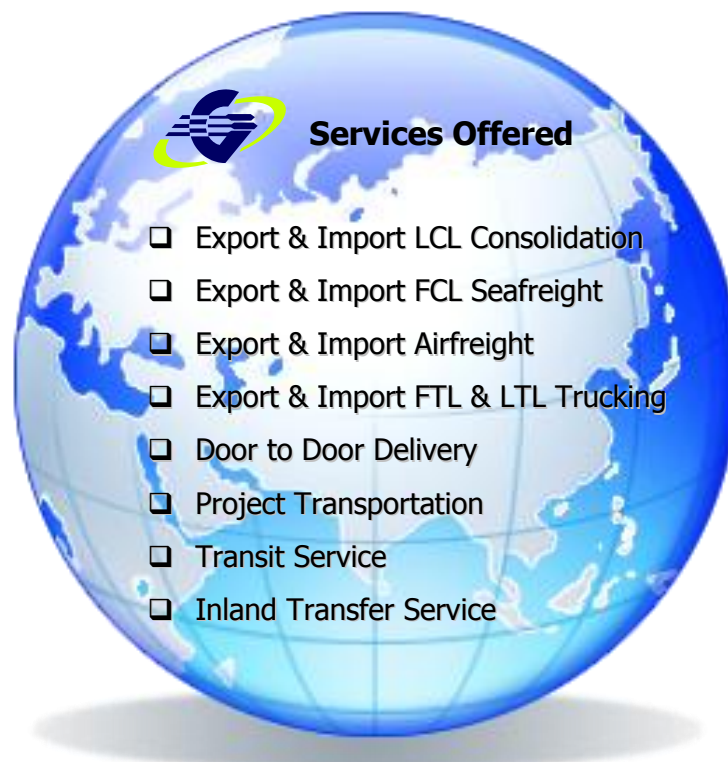 Services Offered
❑ Export & Import LCL Consolidation
❑ Export & Import FCL Seafreight
❑ Export & Import Airfreight
❑ Export & Import FTL & LTL Trucking
❑ Door to Door Delivery
❑ Project Transportation
❑ Transit Service
❑ Inland Transfer Service